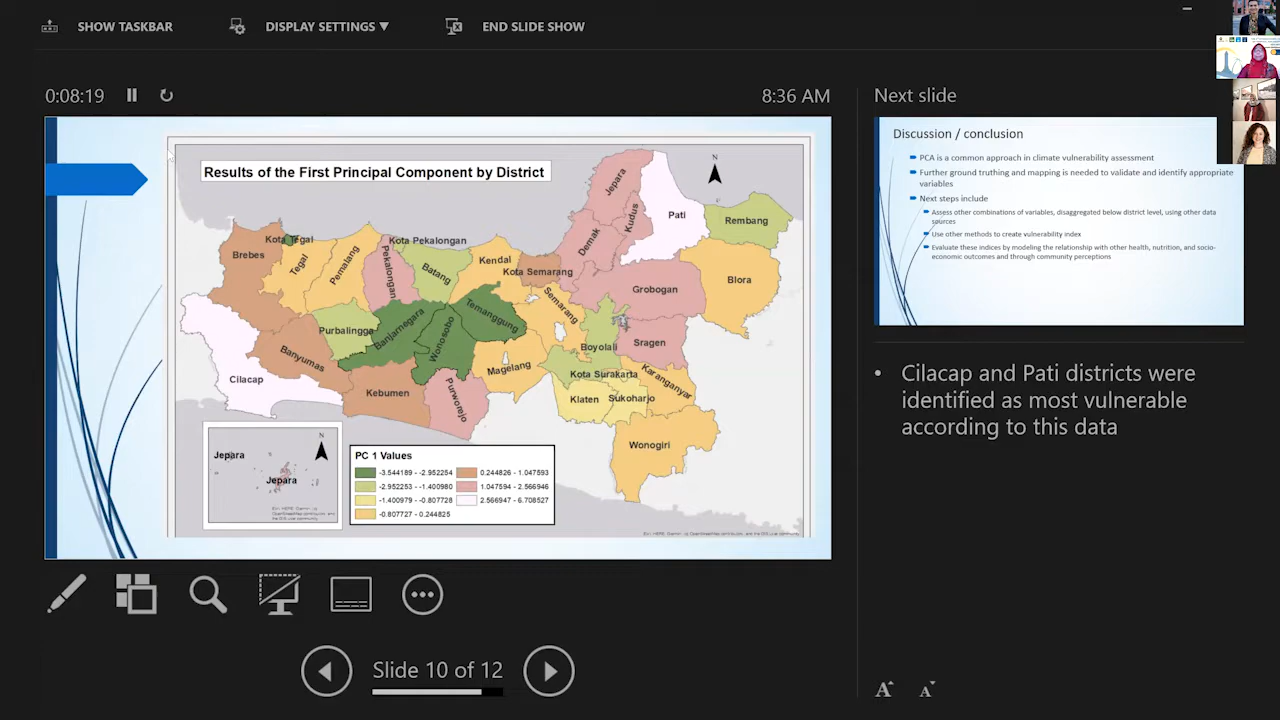 SHOW TASKBAR
DISPLAY SETTINGS ▼
END SLIDE SHOW
0:08:19
8:36 AM
Results of the First Principal Component by District
N
Jepara
Kudus
Pati
Rembang
Demak
Brebes
Kota Tegal
Tegal
Pemalang
Kota Pekalongan
Pekalongan
Batang
Kendal
Kota Semarang
Semarang
Grobogan
Blora
Purbalingga
Banjarnegara
Wonosobo
Temanggung
Boyolali
Sragen
Banyumas
Magelang
Kota Surakarta
Karanganyar
Cilacap
Kebumen
Purworejo
Klaten
Sukoharjo
Wonogiri
Jepara
N
Jepara
PC 1 Values
-3.544189 - -2.952254
-2.952253 - -1.400980
-1.400979 - -0.807728
-0.807727 - 0.244825
0.244826 - 1.047593
1.047594 - 2.566946
2.566947 - 6.708527
Slide 10 of 12
Next slide
Discussion / conclusion
PCA is a common approach in climate vulnerability assessment
Further ground truthing and mapping is needed to validate and identify appropriate
variables
Next steps include
Assess other combinations of variables, disaggregated below district level, using other data
sources
Use other methods to create vulnerability index
Evaluate these indices by modeling the relationship with other health, nutrition, and socio-
economic outcomes and through community perceptions
• Cilacap and Pati districts were
identified as most vulnerable
according to this data
A
A